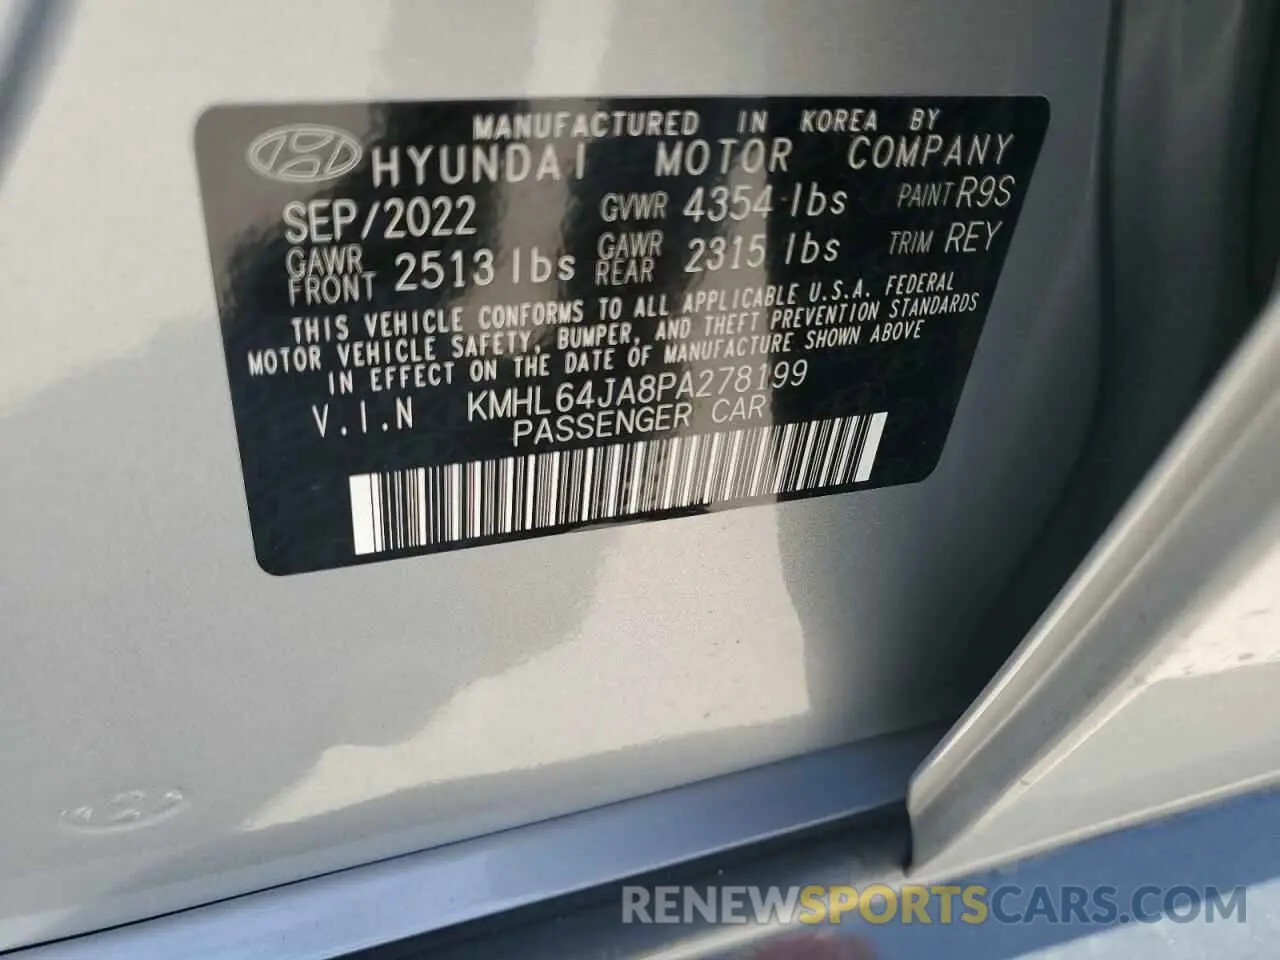 MANUFACTURED IN KOREA BY
HYUNDAI MOTOR COMPANY
SEP/2022 GVWR 4354 lbs PAINT R9S
GAWR FRONT 2513 lbs GAWR REAR 2315 lbs TRIM REY
THIS VEHICLE CONFORMS TO ALL APPLICABLE U.S.A. FEDERAL
MOTOR VEHICLE SAFETY, BUMPER, AND THEFT PREVENTION STANDARDS
IN EFFECT ON THE DATE OF MANUFACTURE SHOWN ABOVE
V.I.N KMHL64JA8PA278199
PASSENGER CAR
RENEWSPORTSCARS.COM